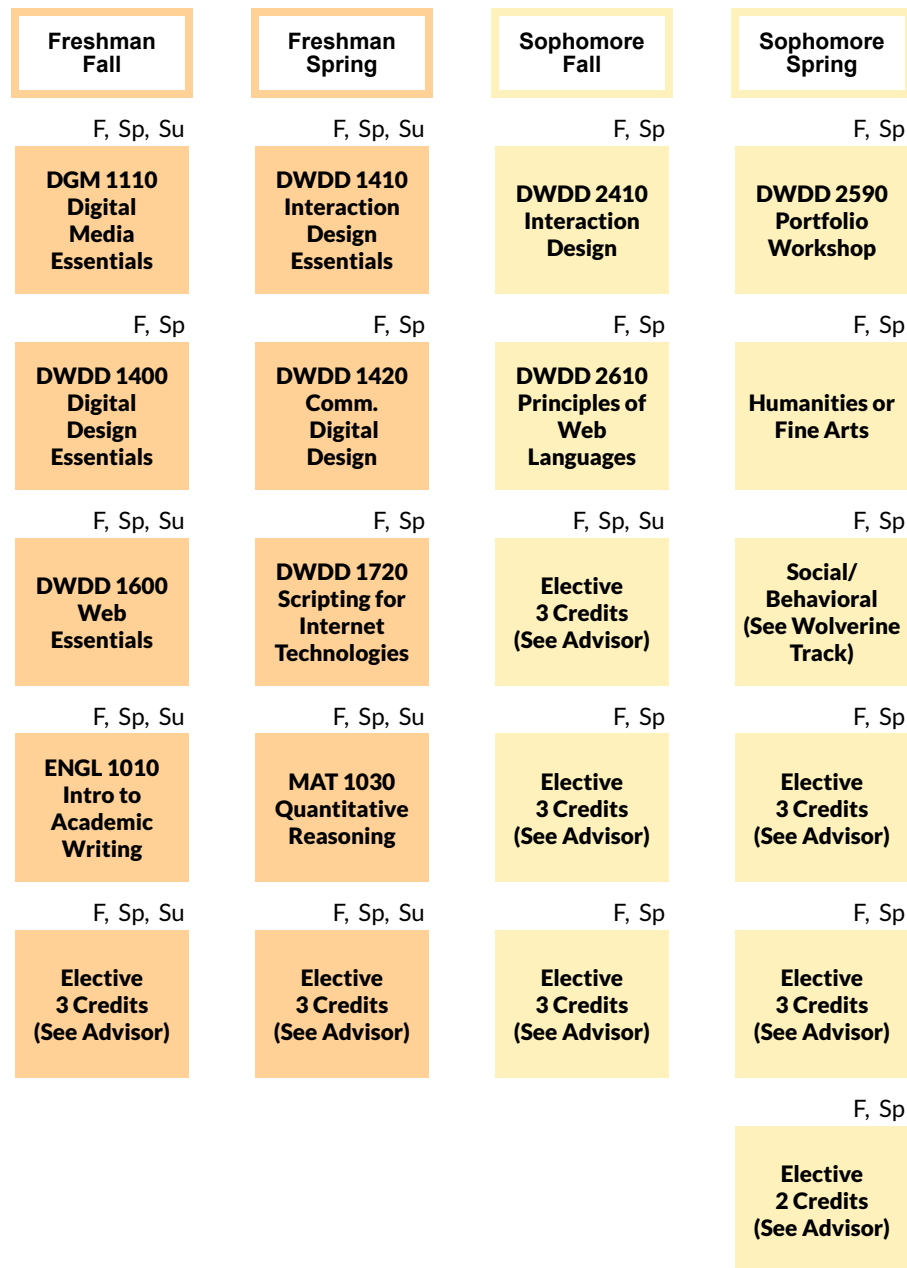 Freshman
Fall
Freshman
Spring
Sophomore
Fall
Sophomore
Spring
F, Sp, Su
F, Sp, Su
F, Sp
F, Sp
DGM 1110
Digital
Media
Essentials
DWDD 1410
Interaction
Design
Essentials
DWDD 2410
Interaction
Design
DWDD 2590
Portfolio
Workshop
F, Sp
F, Sp
F, Sp
F, Sp
DWDD 1400
Digital
Design
Essentials
DWDD 1420
Comm.
Digital
Design
DWDD 2610
Principles of
Web
Languages
Humanities or
Fine Arts
F, Sp, Su
F, Sp
F, Sp, Su
F, Sp
DWDD 1600
Web
Essentials
DWDD 1720
Scripting for
Internet
Technologies
Elective
3 Credits
(See Advisor)
Social/
Behavioral
(See Wolverine
Track)
F, Sp, Su
F, Sp, Su
F, Sp
F, Sp
ENGL 1010
Intro to
Academic
Writing
MAT 1030
Quantitative
Reasoning
Elective
3 Credits
(See Advisor)
Elective
3 Credits
(See Advisor)
F, Sp, Su
F, Sp, Su
F, Sp
F, Sp
Elective
3 Credits
(See Advisor)
Elective
3 Credits
(See Advisor)
Elective
3 Credits
(See Advisor)
Elective
3 Credits
(See Advisor)
F, Sp
Elective
2 Credits
(See Advisor)